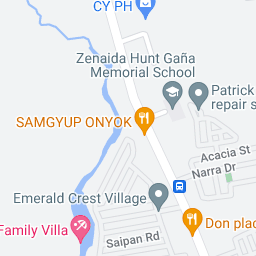 CY PH
Zenaida Hunt Gaña
Memorial School
Patrick
repair s
SAMGYUP ONYOK
Acacia St
Narra Dr
Emerald Crest Village
Don plac
Family Villa
Saipan Rd